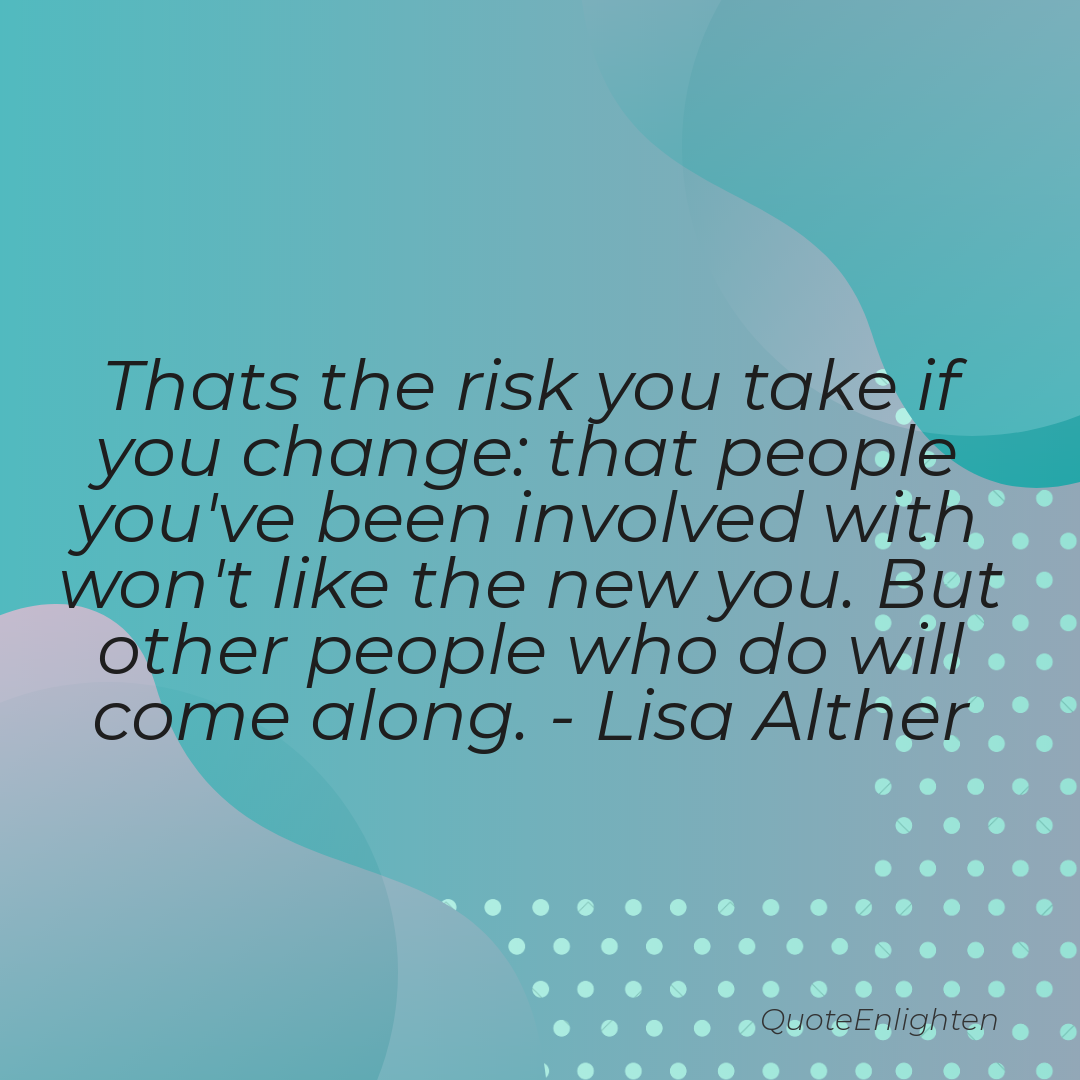 Thats the risk you take if
you change: that people
you've been involved with
won't like the new you. But
other people who do will
come along. - Lisa Alther
QuoteEnlighten